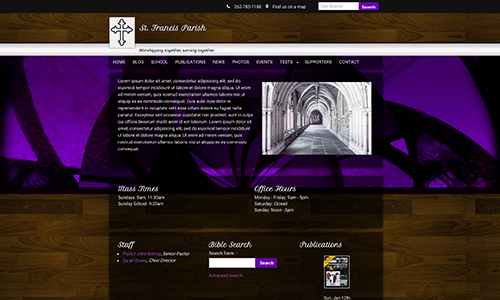 262-785-1188 Find us on a map
Site Search Search
St. Francis Parish
Worshipping together, serving together
HOME BLOG SCHOOL PUBLICATIONS NEWS PHOTOS EVENTS TESTS SUPPORTERS CONTACT
Lorem ipsum dolor sit amet, consectetur adipisicing elit, sed do
eiusmod tempor incididunt ut labore et dolore magna aliqua. Ut enim
ad minim veniam, quis nostrud exercitation ullamco laboris nisi ut
aliquip ex ea commodo consequat. Duis aute irure dolor in
reprehenderit in voluptate velit esse cillum dolore eu fugiat nulla
pariatur. Excepteur sint occaecat cupidatat non proident, sunt in culpa
qui officia deserunt mollit anim id est laborum. Lorem ipsum dolor sit
amet, consectetur adipisicing elit, sed do eiusmod tempor incididunt
ut labore et dolore magna aliqua. Ut enim ad minim veniam, quis
nostrud exercitation ullamco laboris nisi ut aliquip ex ea commodo
consequat.
Mass Times
Sundays: 8am, 11:30am
Sunday School: 9:30am
Office Hours
Monday - Friday: 9am - 5pm
Saturday: Closed
Sunday: Noon - 3pm
Staff
Pastor John Bishop, Senior Pastor
Sarah Evans, Choir Director
Bible Search
Search Term:
Search
Advanced search
Publications
Sun. Jan 10th